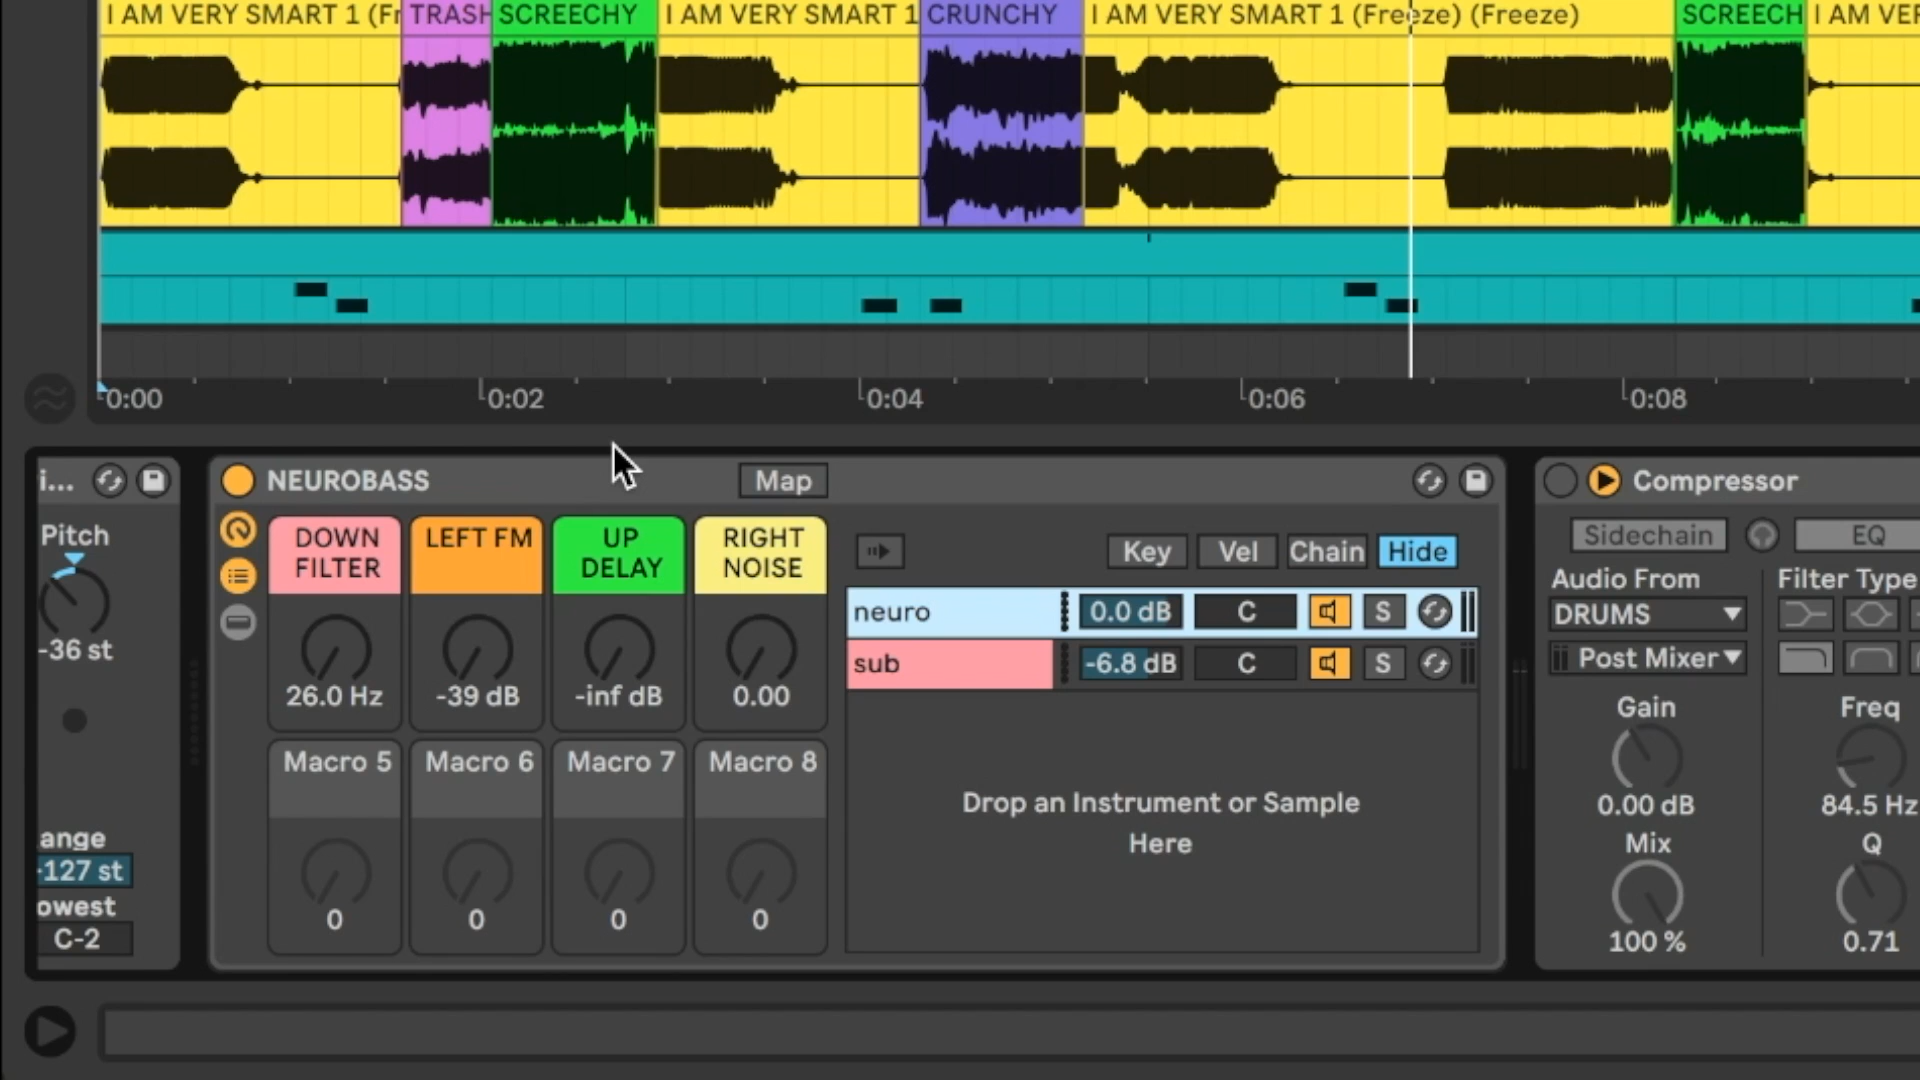 I AM VERY SMART 1 (Fr TRASH SCREECHY I AM VERY SMART 1 CRUNCHY I AM VERY SMART 1 (Freeze) (Freeze) SCREECH I AM VER
0:00 0:02 0:04 0:06 0:08
i... NEUROBASS Map Compressor
Pitch
-36 st
ange
-127 st
owest
C-2
DOWN FILTER
26.0 Hz
LEFT FM
-39 dB
UP DELAY
-inf dB
RIGHT NOISE
0.00
Macro 5 Macro 6 Macro 7 Macro 8
0 0 0 0
Key Vel Chain Hide
neuro 0.0 dB C S
sub -6.8 dB C S
Drop an Instrument or Sample
Here
Sidechain EQ
Audio From Filter Type
DRUMS
Post Mixer
Gain Freq
0.00 dB 84.5 Hz
Mix Q
100 % 0.71